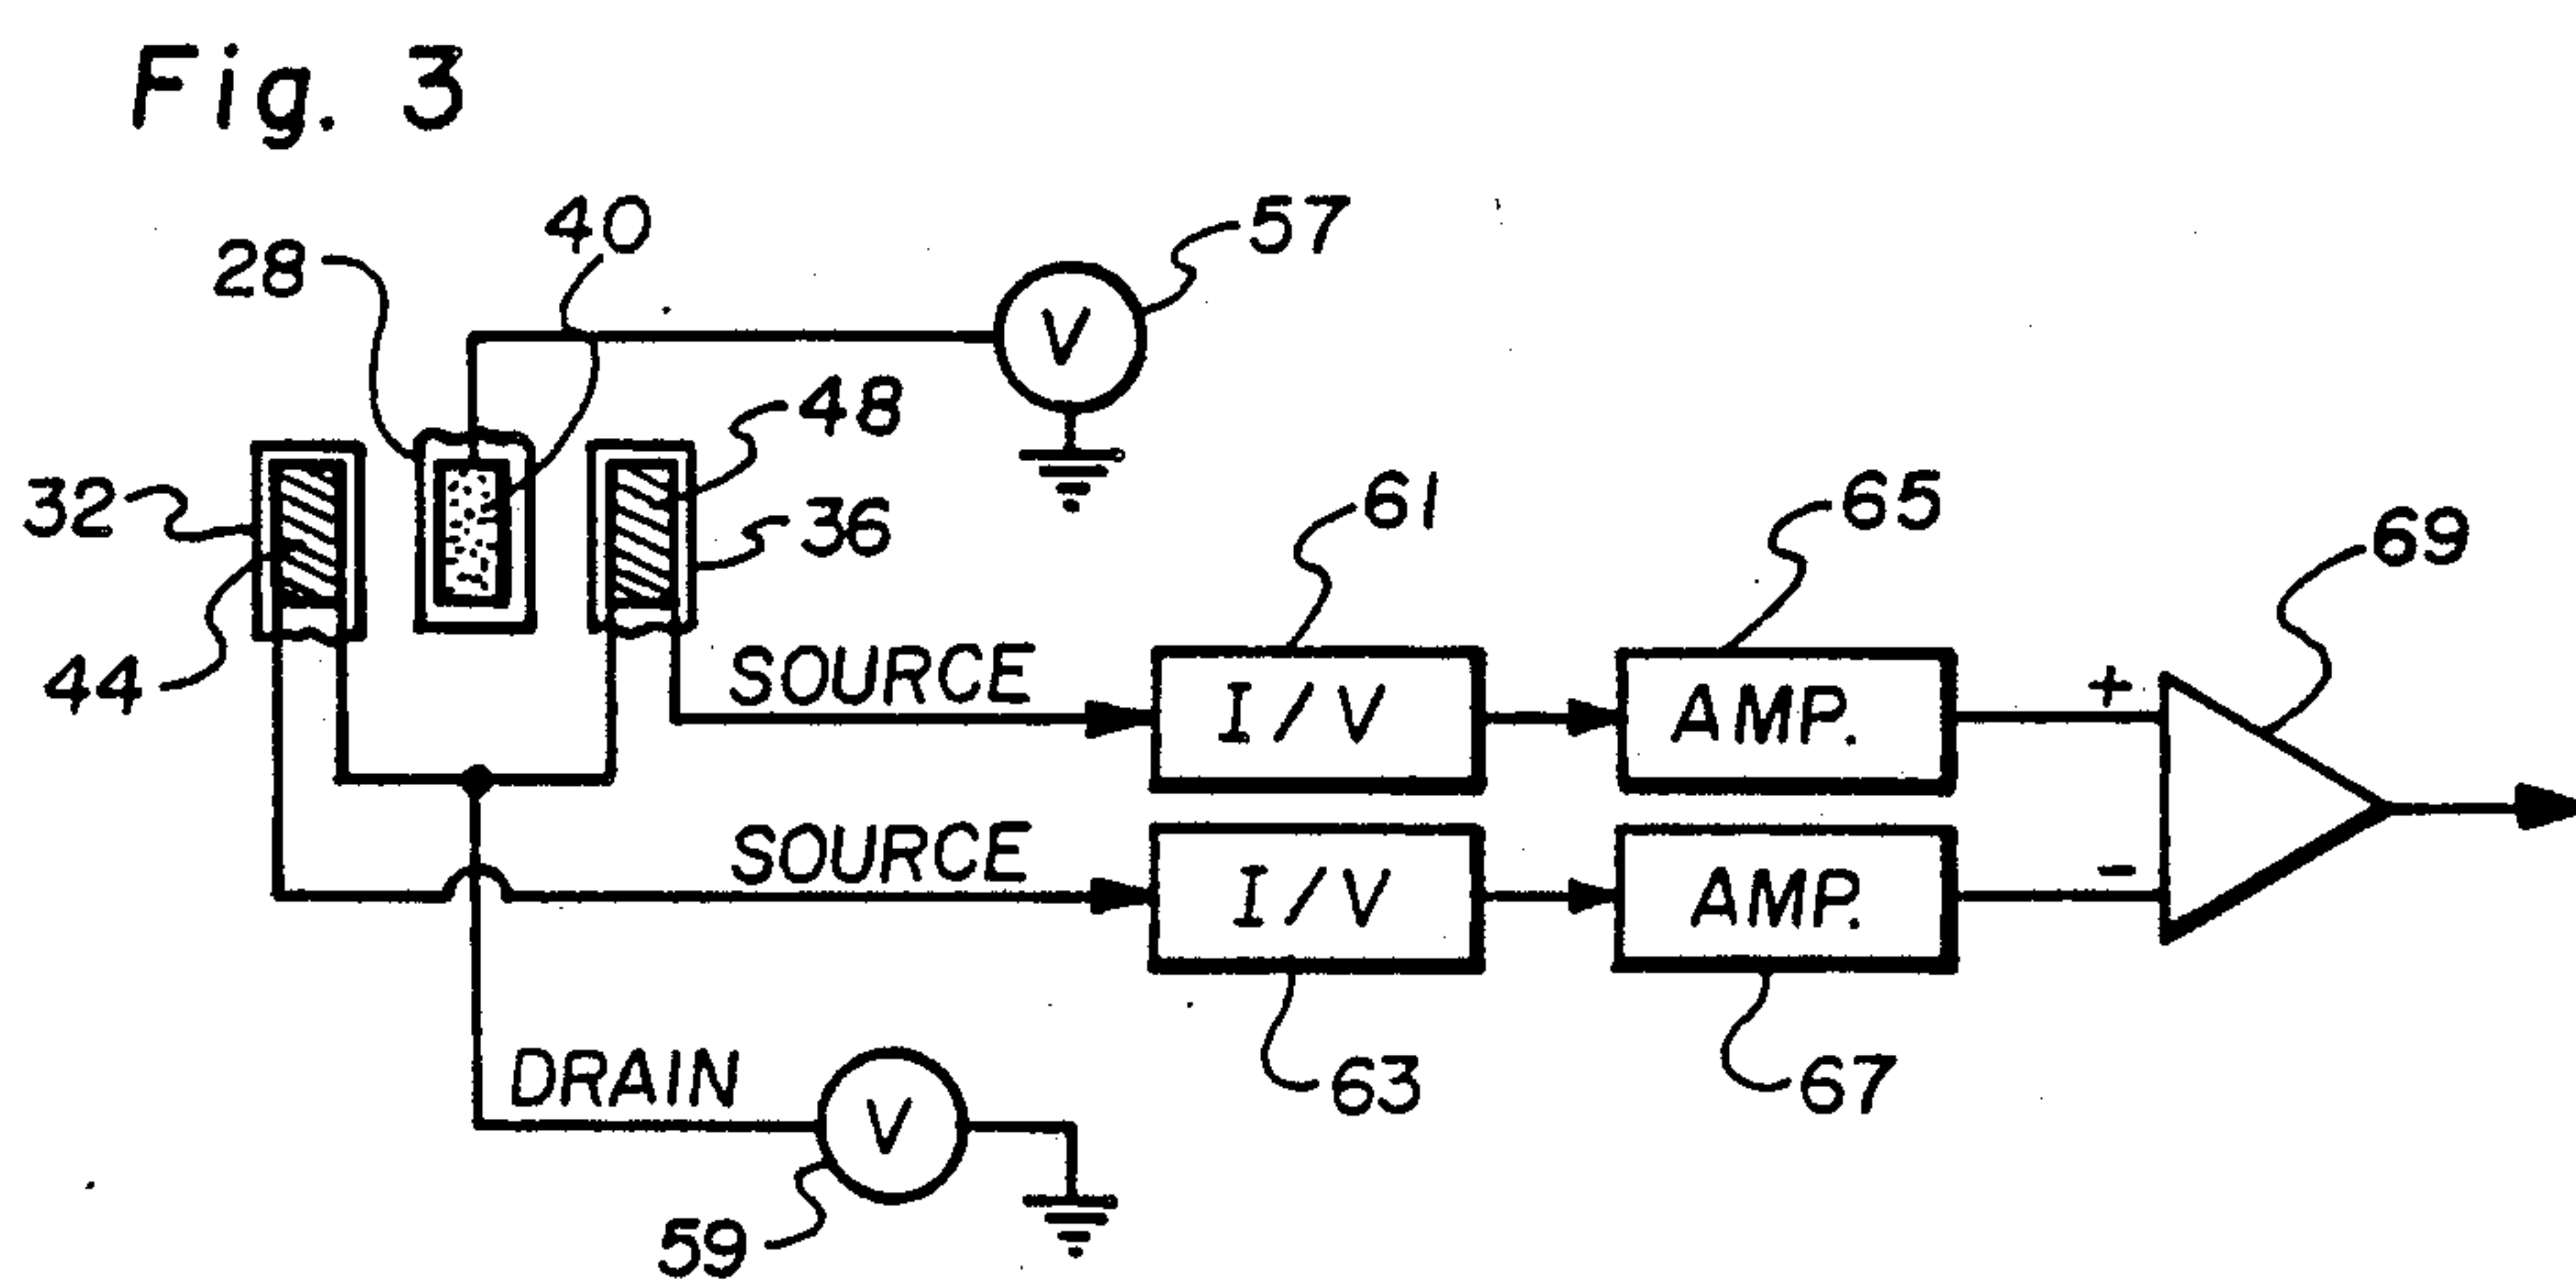 Fig. 3
40
57
28
V
48
32
36
61
65
69
44
SOURCE
I/V
AMP.
+
SOURCE
I/V
AMP.
-
DRAIN
V
63
67
59